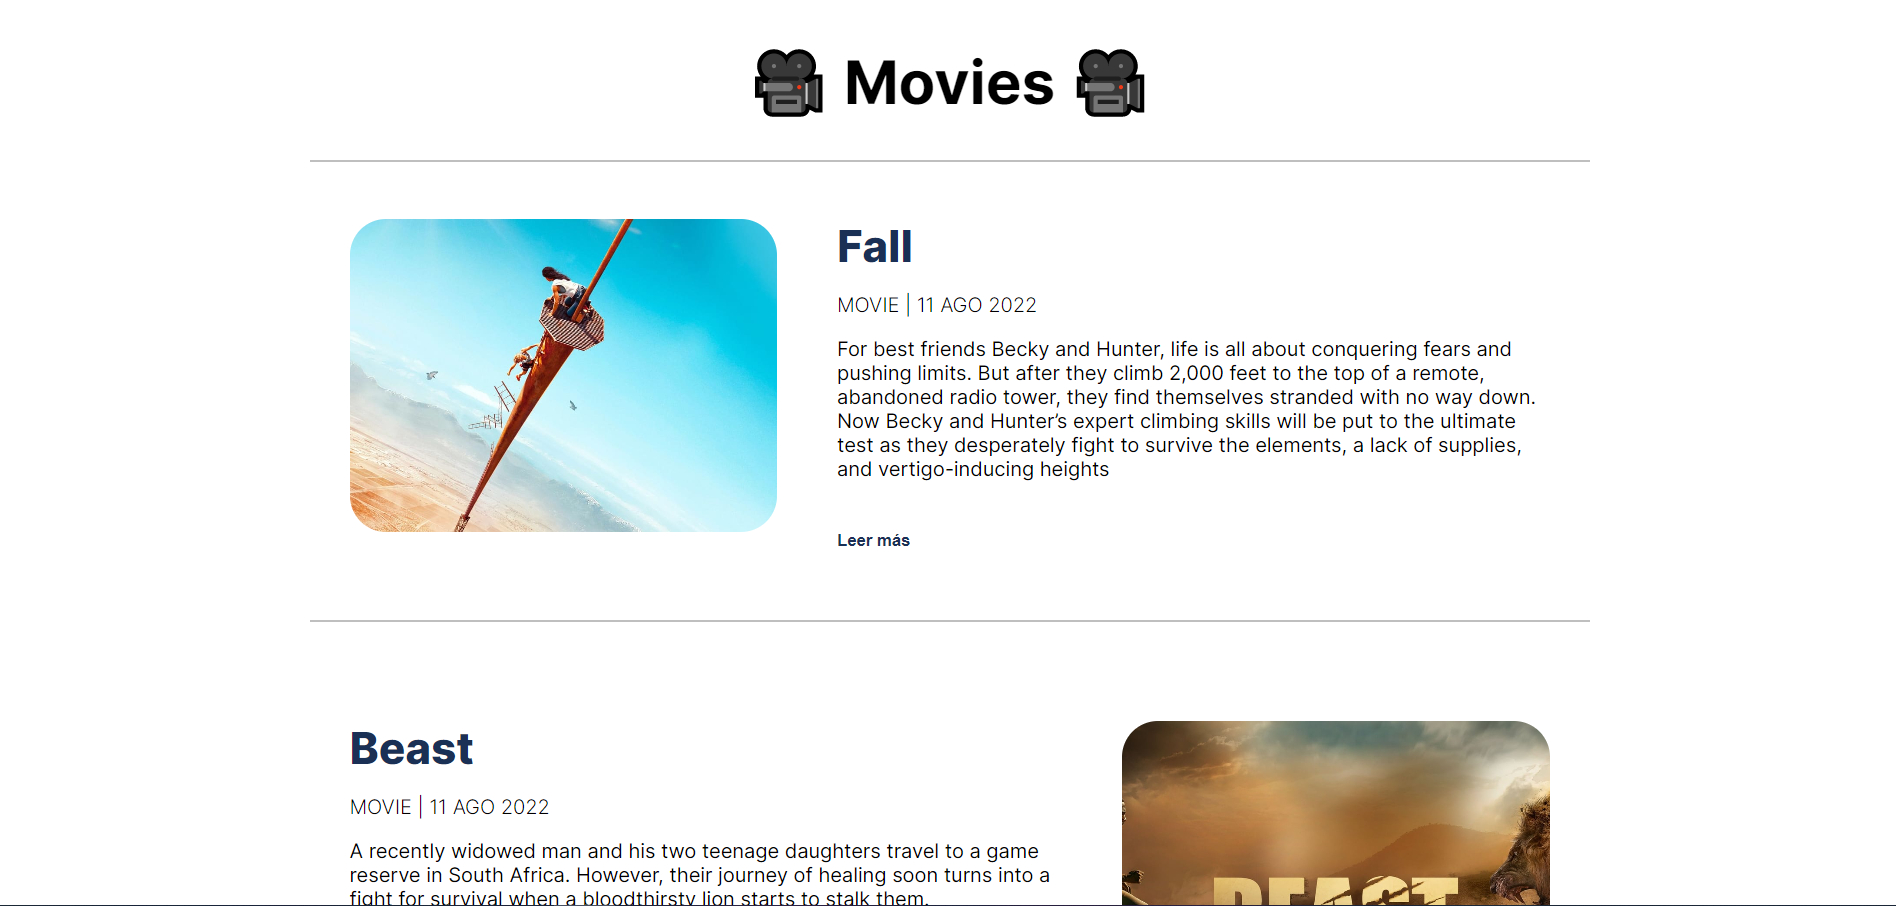 Movies
Fall
MOVIE | 11 AGO 2022
For best friends Becky and Hunter, life is all about conquering fears and
pushing limits. But after they climb 2,000 feet to the top of a remote,
abandoned radio tower, they find themselves stranded with no way down.
Now Becky and Hunter’s expert climbing skills will be put to the ultimate
test as they desperately fight to survive the elements, a lack of supplies,
and vertigo-inducing heights
Leer más
Beast
MOVIE | 11 AGO 2022
A recently widowed man and his two teenage daughters travel to a game
reserve in South Africa. However, their journey of healing soon turns into a
fight for survival when a bloodthirsty lion starts to stalk them.
BEAST